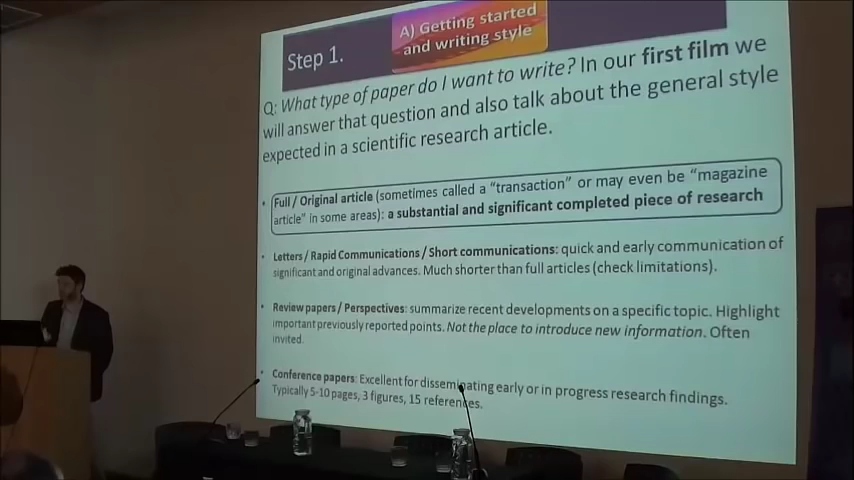 A) Getting started
and writing style
Step 1.
Q: What type of paper do I want to write? In our first film we
will answer that question and also talk about the general style
expected in a scientific research article.
• Full / Original article (sometimes called a “transaction” or may even be “magazine
article” in some areas): a substantial and significant completed piece of research
• Letters / Rapid Communications / Short communications: quick and early communication of
significant and original advances. Much shorter than full articles (check limitations).
• Review papers / Perspectives: summarize recent developments on a specific topic. Highlight
important previously reported points. Not the place to introduce new information. Often
invited.
• Conference papers: Excellent for disseminating early or in progress research findings.
Typically 5-10 pages, 3 figures, 15 references.